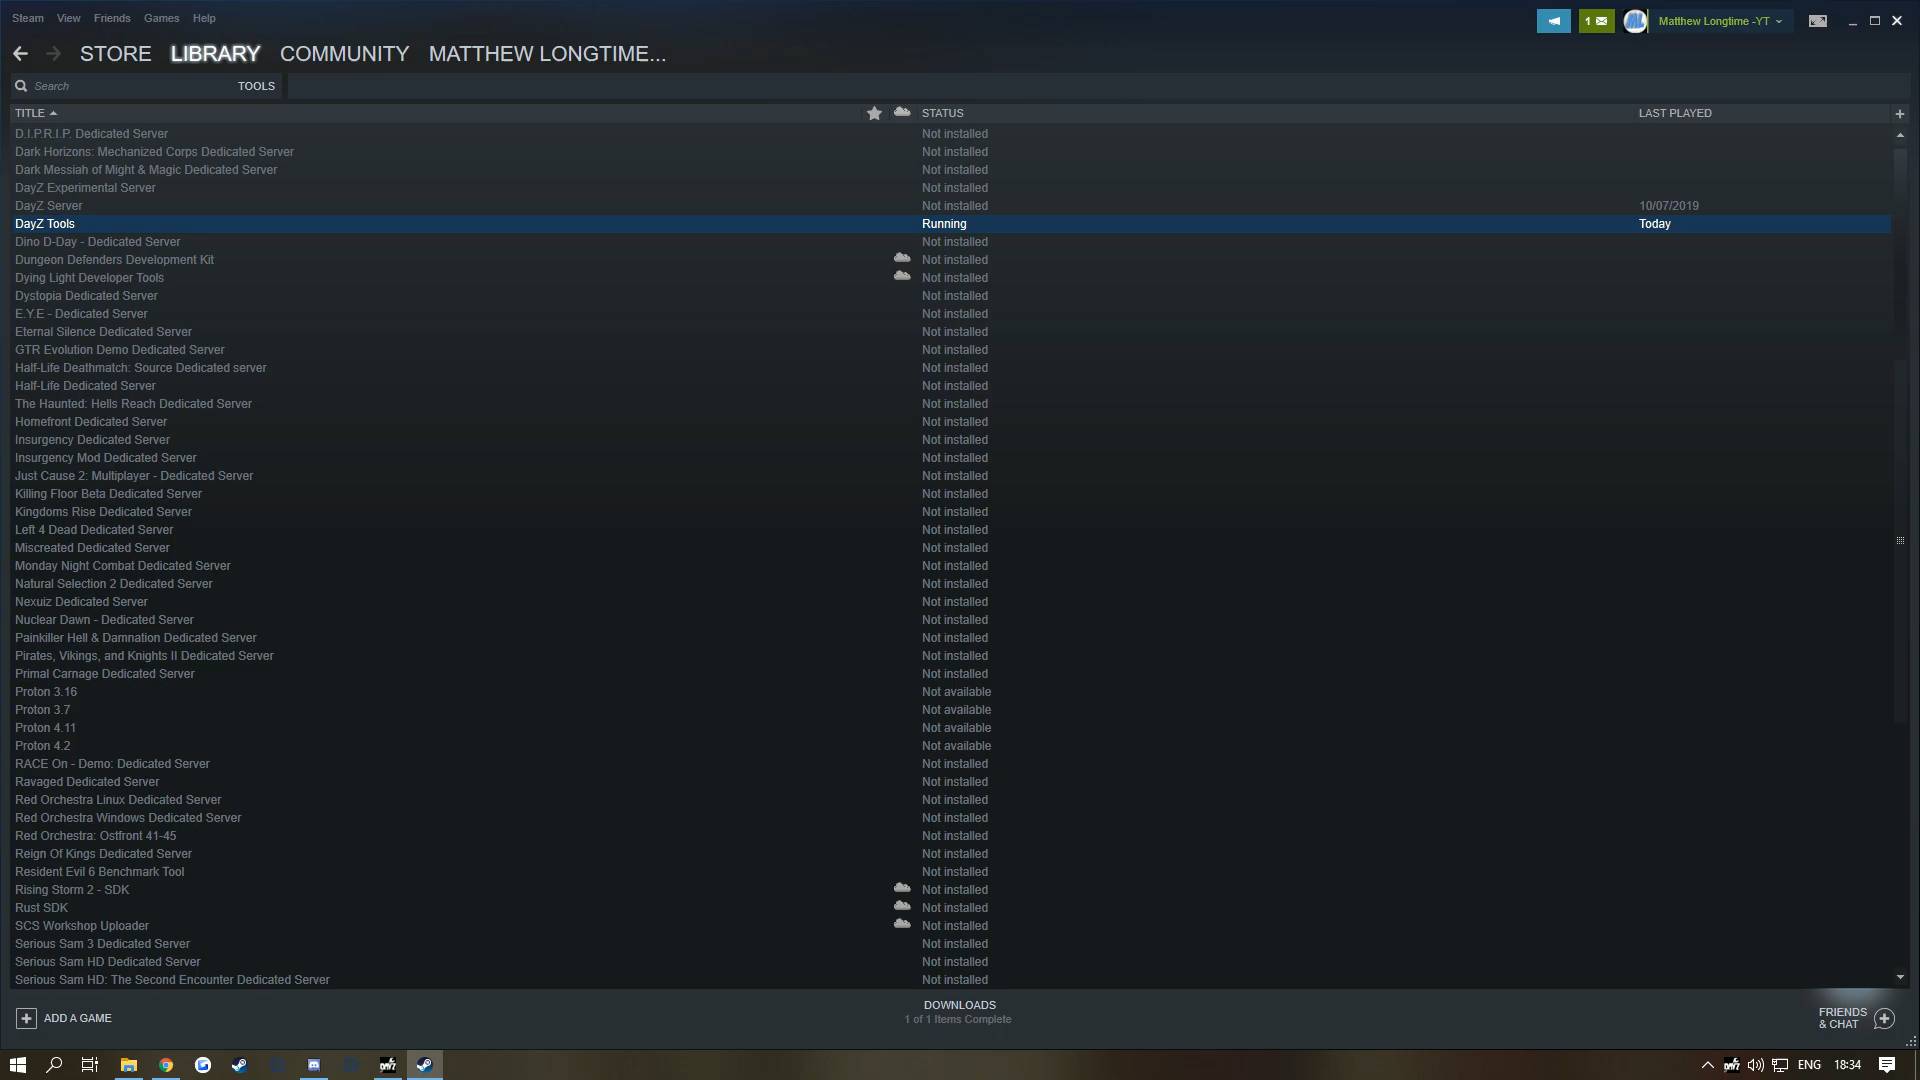 Steam View Friends Games Help
1
Matthew Longtime -YT
STORE LIBRARY COMMUNITY MATTHEW LONGTIME...
Search TOOLS
TITLE STATUS LAST PLAYED
D.I.P.R.I.P. Dedicated Server Not installed
Dark Horizons: Mechanized Corps Dedicated Server Not installed
Dark Messiah of Might & Magic Dedicated Server Not installed
DayZ Experimental Server Not installed
DayZ Server Not installed 10/07/2019
DayZ Tools Running Today
Dino D-Day - Dedicated Server Not installed
Dungeon Defenders Development Kit Not installed
Dying Light Developer Tools Not installed
Dystopia Dedicated Server Not installed
E.Y.E - Dedicated Server Not installed
Eternal Silence Dedicated Server Not installed
GTR Evolution Demo Dedicated Server Not installed
Half-Life Deathmatch: Source Dedicated server Not installed
Half-Life Dedicated Server Not installed
The Haunted: Hells Reach Dedicated Server Not installed
Homefront Dedicated Server Not installed
Insurgency Dedicated Server Not installed
Insurgency Mod Dedicated Server Not installed
Just Cause 2: Multiplayer - Dedicated Server Not installed
Killing Floor Beta Dedicated Server Not installed
Kingdoms Rise Dedicated Server Not installed
Left 4 Dead Dedicated Server Not installed
Miscreated Dedicated Server Not installed
Monday Night Combat Dedicated Server Not installed
Natural Selection 2 Dedicated Server Not installed
Nexuiz Dedicated Server Not installed
Nuclear Dawn - Dedicated Server Not installed
Painkiller Hell & Damnation Dedicated Server Not installed
Pirates, Vikings, and Knights II Dedicated Server Not installed
Primal Carnage Dedicated Server Not installed
Proton 3.16 Not available
Proton 3.7 Not available
Proton 4.11 Not available
Proton 4.2 Not available
RACE On - Demo: Dedicated Server Not installed
Ravaged Dedicated Server Not installed
Red Orchestra Linux Dedicated Server Not installed
Red Orchestra Windows Dedicated Server Not installed
Red Orchestra: Ostfront 41-45 Not installed
Reign Of Kings Dedicated Server Not installed
Resident Evil 6 Benchmark Tool Not installed
Rising Storm 2 - SDK Not installed
Rust SDK Not installed
SCS Workshop Uploader Not installed
Serious Sam 3 Dedicated Server Not installed
Serious Sam HD Dedicated Server Not installed
Serious Sam HD: The Second Encounter Dedicated Server Not installed
ADD A GAME
DOWNLOADS
1 of 1 Items Complete
FRIENDS
& CHAT
DAYZ
DAYZ
ENG 18:34